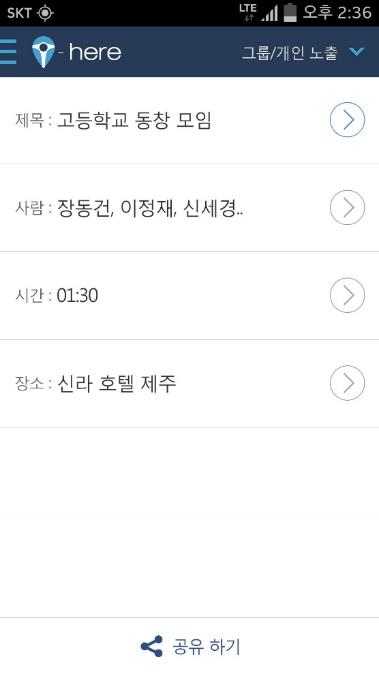 SKT LTE 오후 2:36
- here 그룹/개인 노출
제목 : 고등학교 동창 모임
사람 : 장동건, 이정재, 신세경..
시간 : 01:30
장소 : 신라 호텔 제주
공유 하기